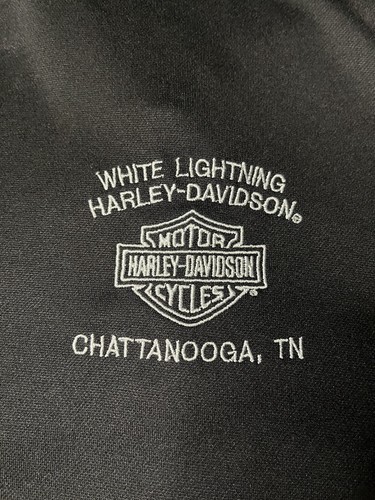 WHITE LIGHTNING
HARLEY-DAVIDSON®
MOTOR
HARLEY-DAVIDSON
CYCLES®
CHATTANOOGA, TN